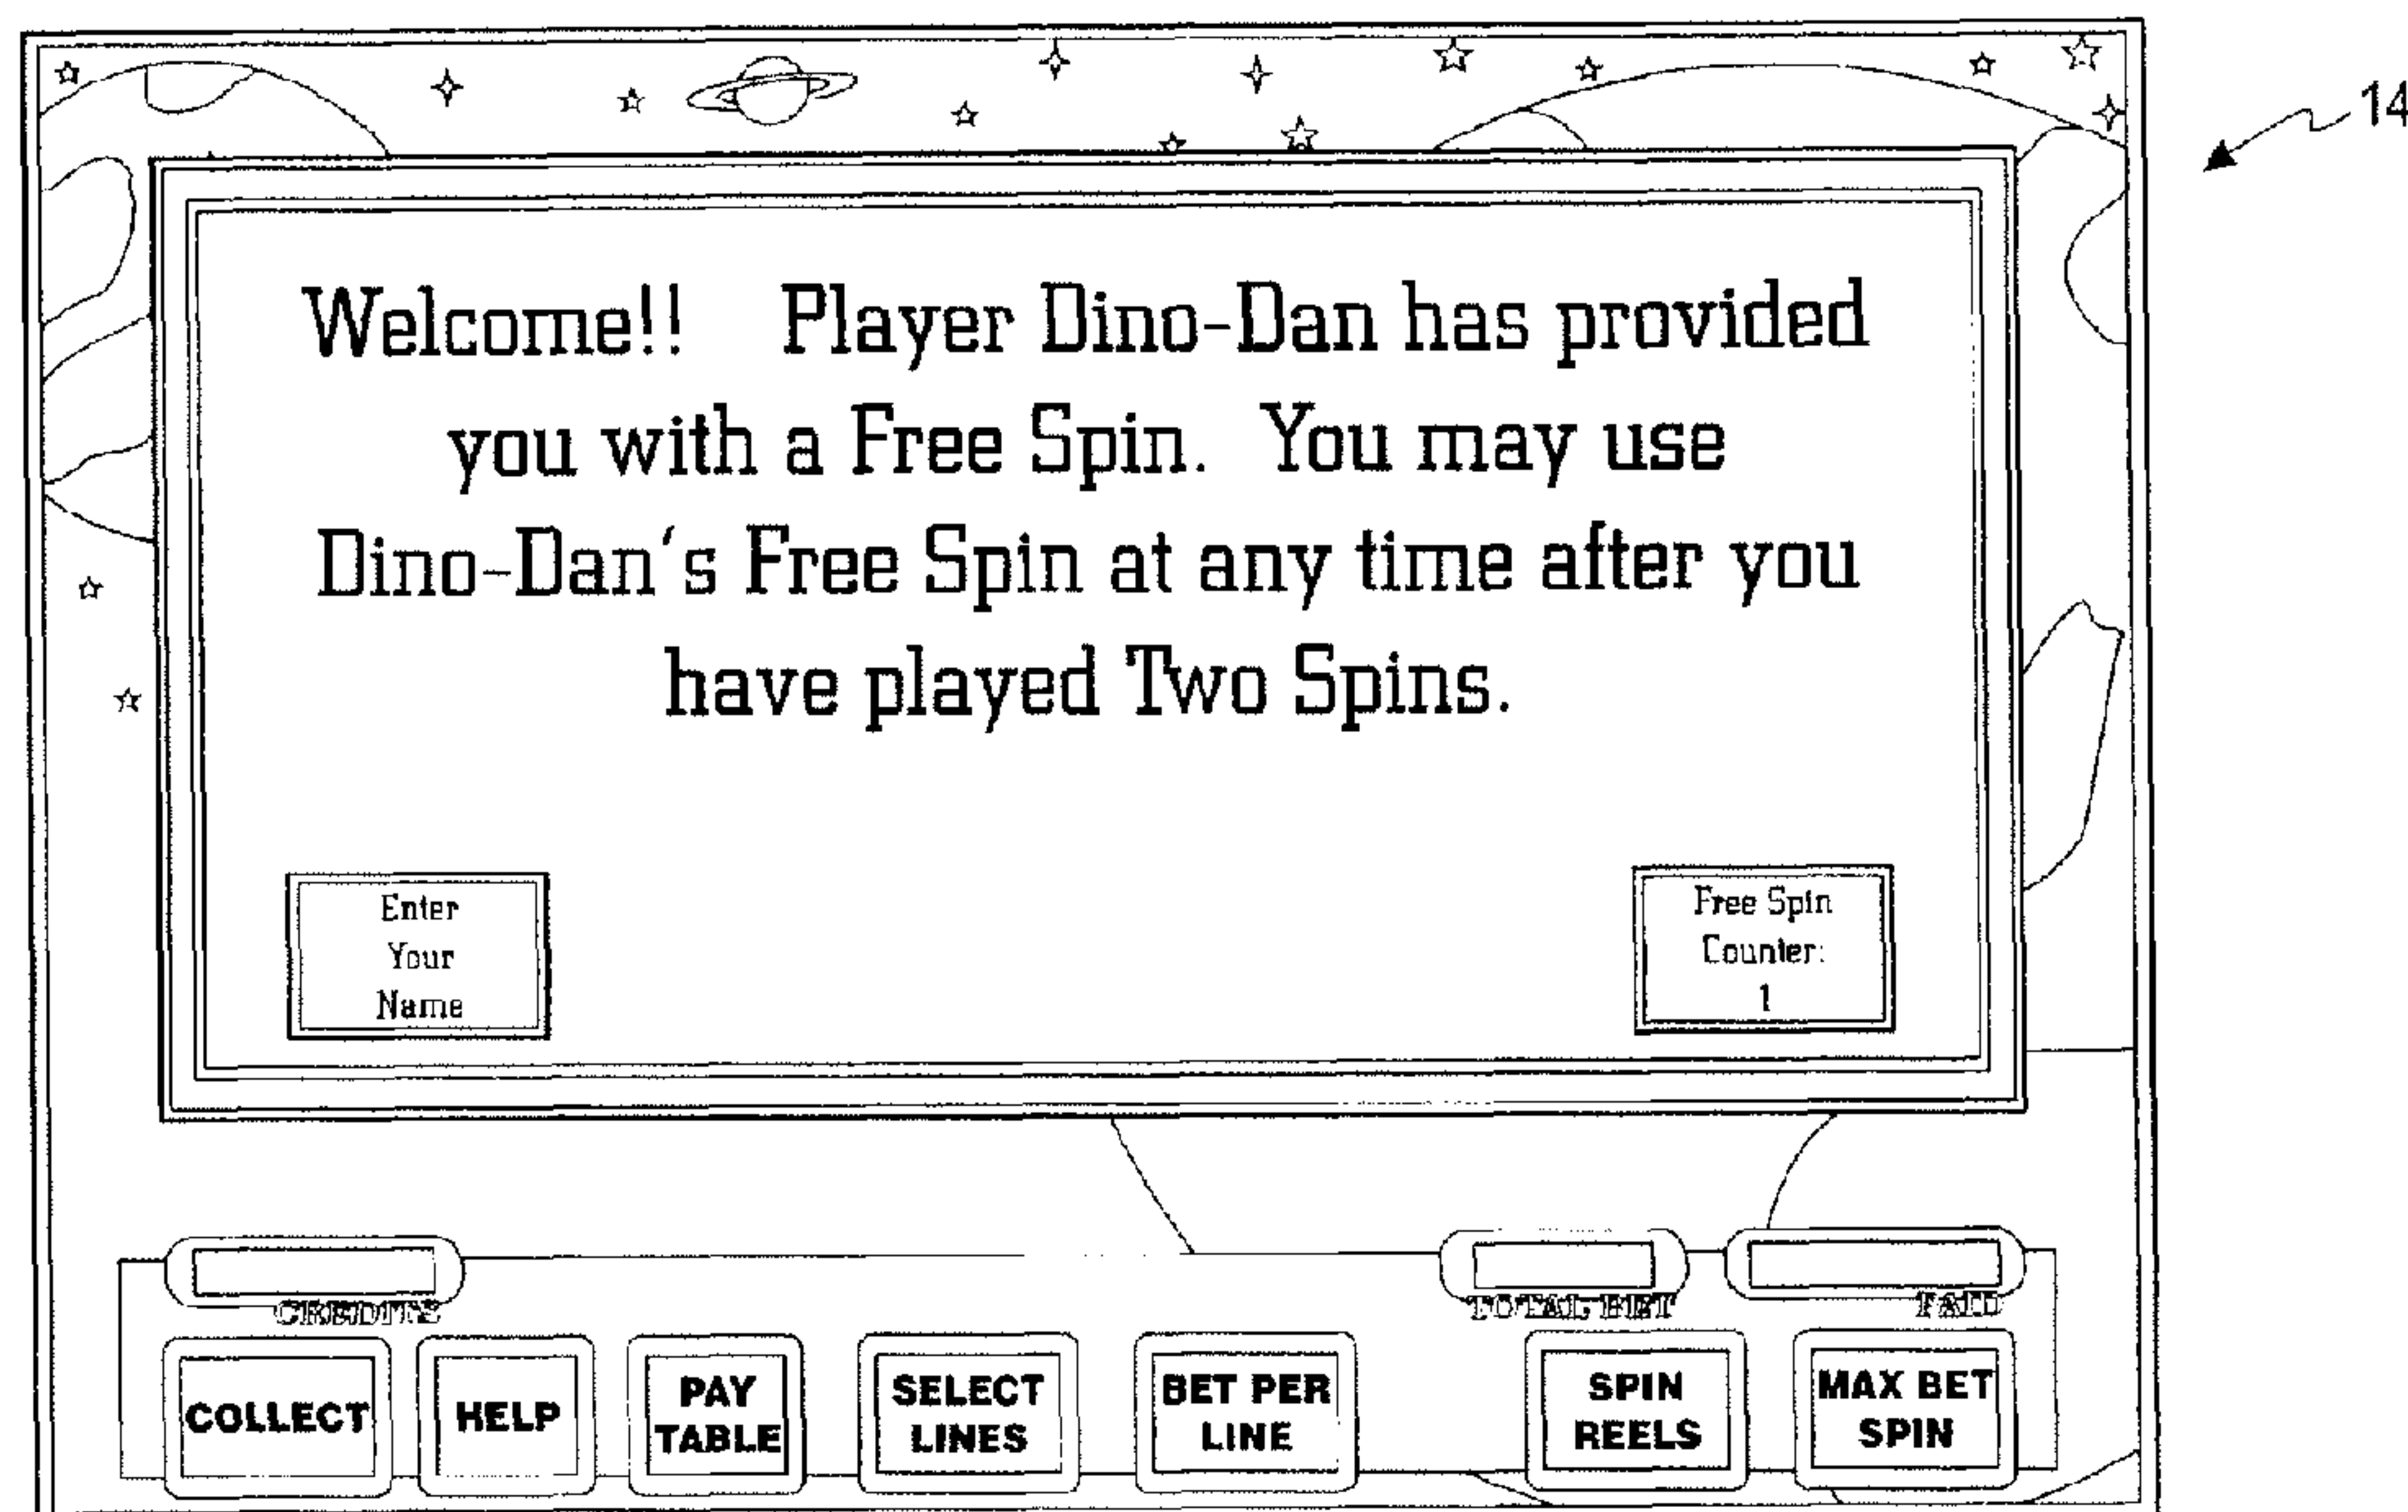 14
Welcome!! Player Dino-Dan has provided
you with a Free Spin. You may use
Dino-Dan's Free Spin at any time after you
have played Two Spins.
Enter
Your
Name
Free Spin
Counter:
1
CREDITS
TOTAL BET
PAID
COLLECT
HELP
PAY
TABLE
SELECT
LINES
BET PER
LINE
SPIN
REELS
MAX BET
SPIN